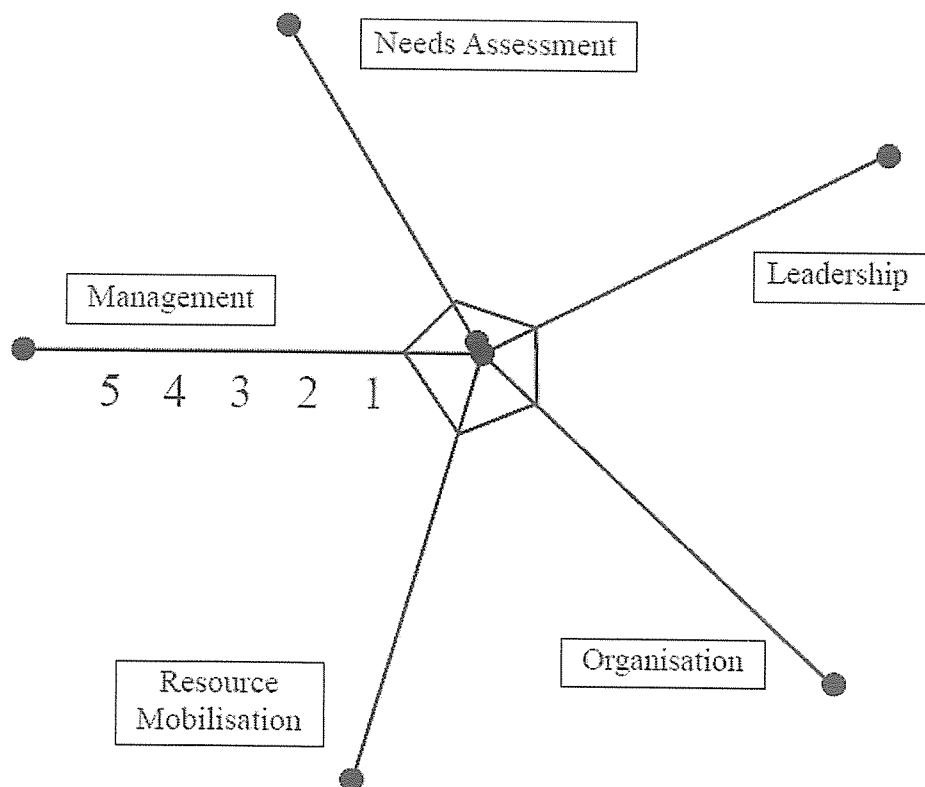 Needs Assessment
Leadership
Management
5 4 3 2 1
Organisation
Resource
Mobilisation